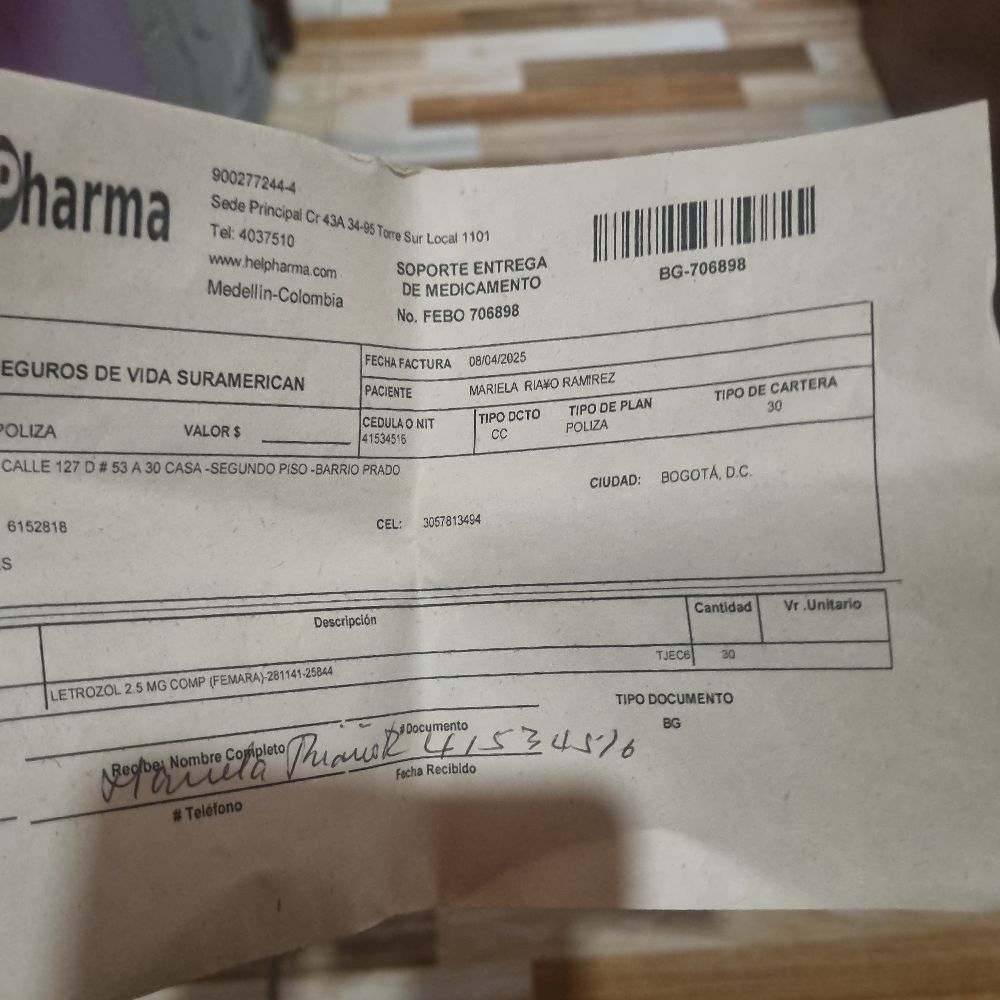 Pharma
900277244-4
Sede Principal Cr 43A 34-95 Torre Sur Local 1101
Tel: 4037510
www.helpharma.com
Medellín-Colombia
SOPORTE ENTREGA
DE MEDICAMENTO
No. FEBO 706898
BG-706898
EGUROS DE VIDA SURAMERICAN
FECHA FACTURA 08/04/2025
PACIENTE MARIELA RIA¥O RAMIREZ
POLIZA VALOR $
CEDULA O NIT
41534516
TIPO DCTO
CC
TIPO DE PLAN
POLIZA
TIPO DE CARTERA
30
CALLE 127 D # 53 A 30 CASA -SEGUNDO PISO -BARRIO PRADO
CIUDAD: BOGOTÁ, D.C.
6152818 CEL: 3057813494
S
Descripción Cantidad Vr .Unitario
LETROZOL 2.5 MG COMP (FEMARA)-281141-25844 TJEC6 30
TIPO DOCUMENTO
BG
Recibe: Nombre Completo #Documento
Mariela Riaño R 41534516
# Teléfono Fecha Recibido